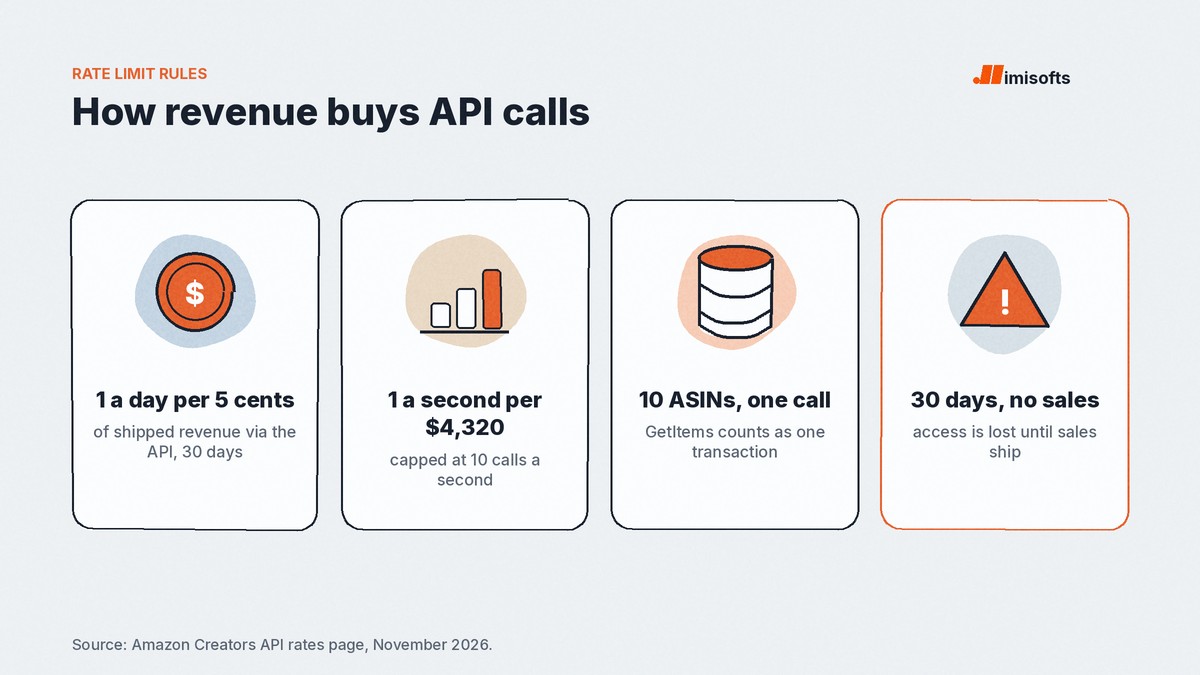 RATE LIMIT RULES
imisofts
How revenue buys API calls
$
1 a day per 5 cents
of shipped revenue via the
API, 30 days
1 a second per
$4,320
capped at 10 calls a
second
10 ASINs, one call
GetItems counts as one
transaction
!
30 days, no sales
access is lost until sales
ship
Source: Amazon Creators API rates page, November 2026.